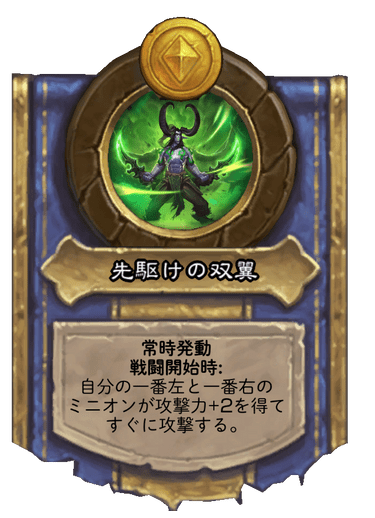 先駆けの双翼
常時発動
戦闘開始時:
自分の一番左と一番右の
ミニオンが攻撃力+2を得て
すぐに攻撃する。